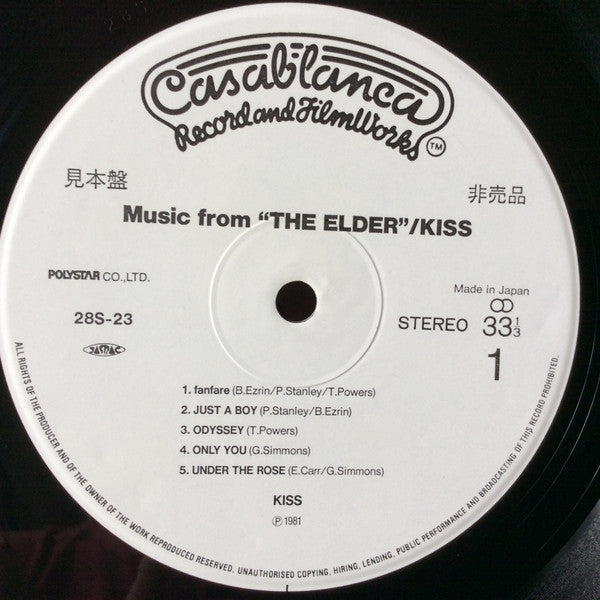 Casablanca
Record and FilmWorks
TM
見本盤
非売品
Music from “THE ELDER”/KISS
POLYSTAR CO.,LTD.
28S-23
JASRAC
Made in Japan
STEREO 33⅓
1
1. fanfare (B.Ezrin/P.Stanley/T.Powers)
2. JUST A BOY (P.Stanley/B.Ezrin)
3. ODYSSEY (T.Powers)
4. ONLY YOU (G.Simmons)
5. UNDER THE ROSE (E.Carr/G.Simmons)
KISS
Ⓟ 1981
ALL RIGHTS OF THE PRODUCER AND OF THE OWNER OF THE WORK REPRODUCED RESERVED. UNAUTHORISED COPYING, HIRING, LENDING, PUBLIC PERFORMANCE AND BROADCASTING OF THIS RECORD PROHIBITED.